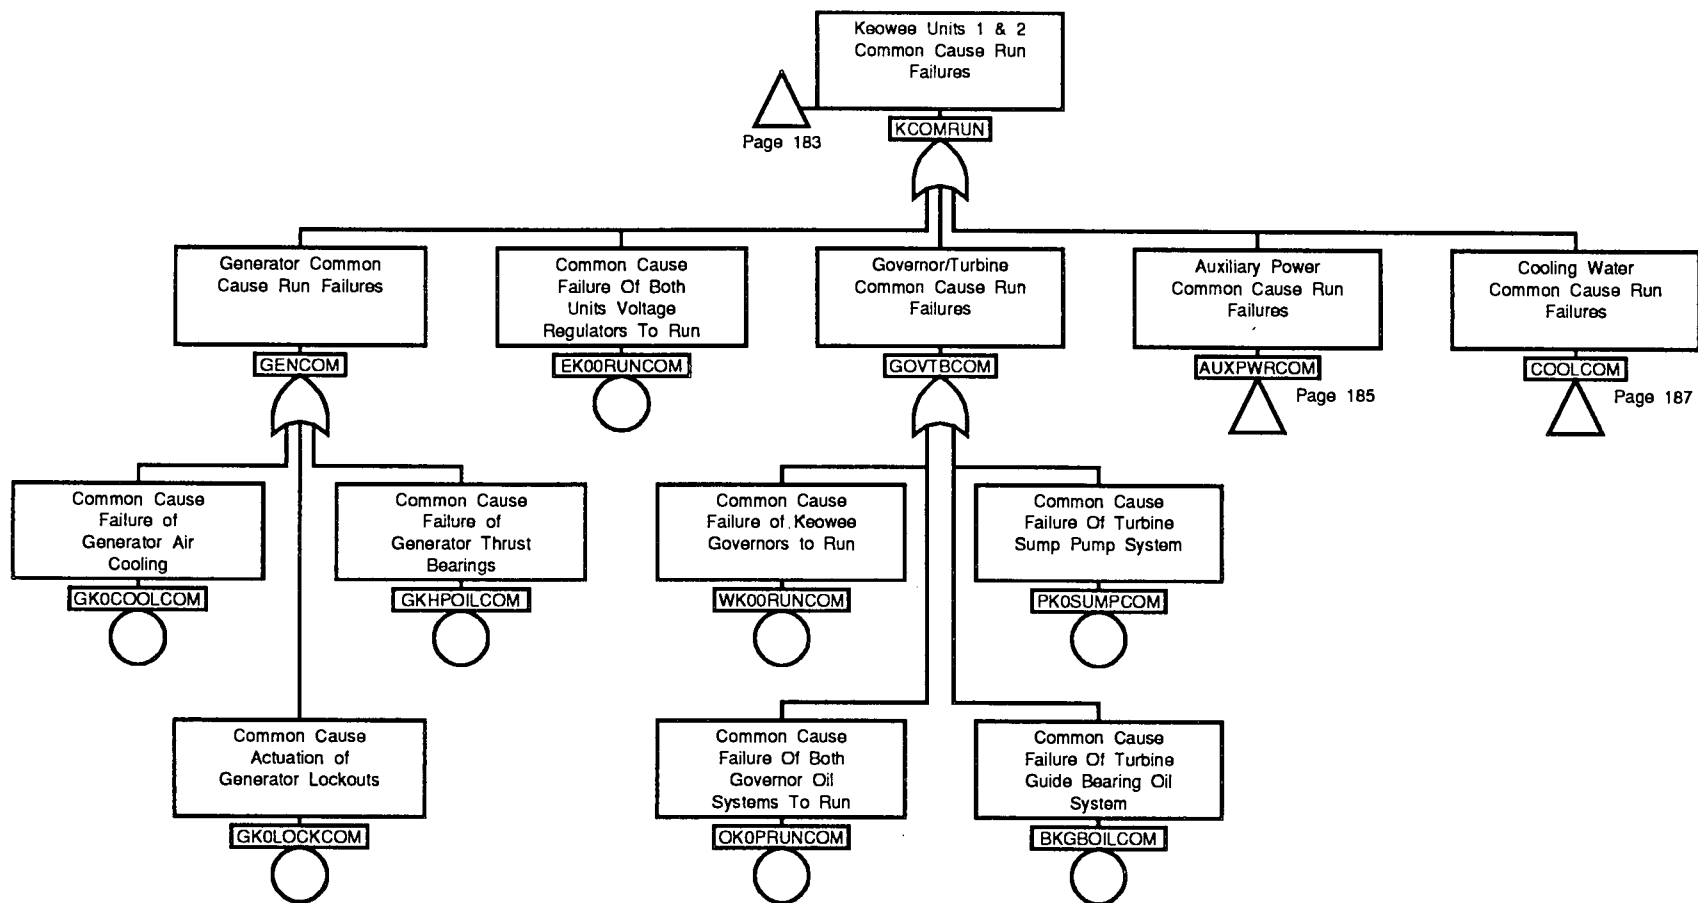 Keowee Units 1 & 2
Common Cause Run
Failures
Page 183
KCOMRUN
Generator Common
Cause Run Failures
GENCOM
Common Cause
Failure Of Both
Units Voltage
Regulators To Run
EK00RUNCOM
Governor/Turbine
Common Cause Run
Failures
GOVTBCOM
Auxiliary Power
Common Cause Run
Failures
AUXPWRCOM
Page 185
Cooling Water
Common Cause Run
Failures
COOLCOM
Page 187
Common Cause
Failure of
Generator Air
Cooling
GK0COOLCOM
Common Cause
Failure of
Generator Thrust
Bearings
GKHPOILCOM
Common Cause
Failure of Keowee
Governors to Run
WK00RUNCOM
Common Cause
Failure Of Turbine
Sump Pump System
PK0SUMPCOM
Common Cause
Actuation of
Generator Lockouts
GK0LOCKCOM
Common Cause
Failure Of Both
Governor Oil
Systems To Run
OK0PRUNCOM
Common Cause
Failure Of Turbine
Guide Bearing Oil
System
BKGBOILCOM